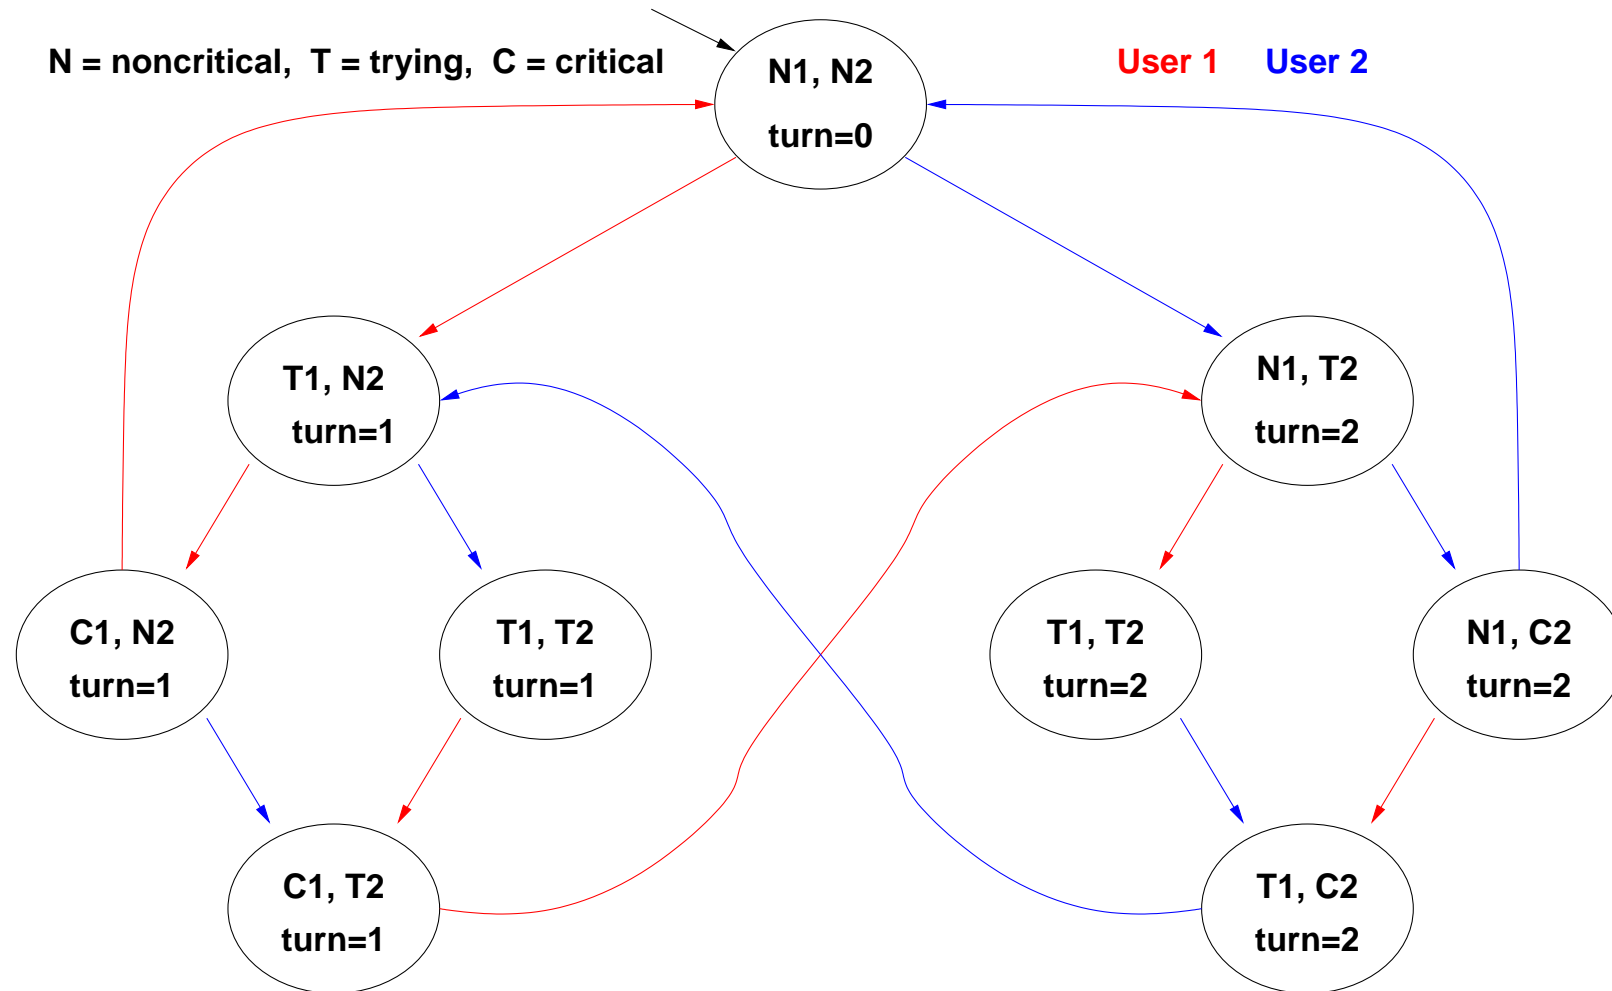 N = noncritical, T = trying, C = critical
User 1 User 2
N1, N2
turn=0
T1, N2
turn=1
N1, T2
turn=2
C1, N2
turn=1
T1, T2
turn=1
T1, T2
turn=2
N1, C2
turn=2
C1, T2
turn=1
T1, C2
turn=2